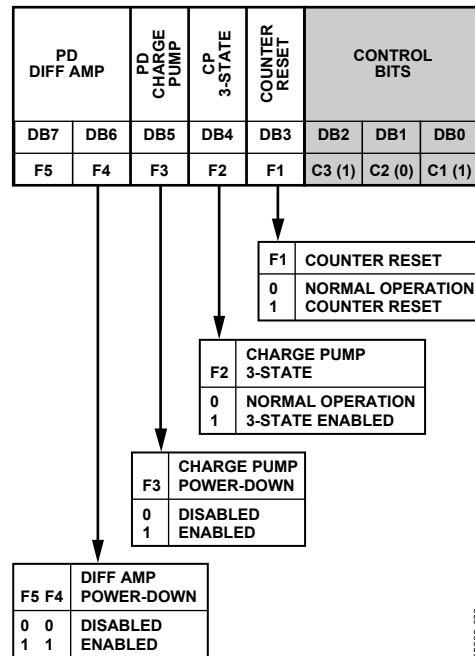 PD DIFF AMP
PD CHARGE PUMP
CP 3-STATE
COUNTER RESET
CONTROL BITS
DB7 DB6 DB5 DB4 DB3 DB2 DB1 DB0
F5 F4 F3 F2 F1 C3 (1) C2 (0) C1 (1)
F1 COUNTER RESET
0 NORMAL OPERATION
1 COUNTER RESET
CHARGE PUMP
F2 3-STATE
0 NORMAL OPERATION
1 3-STATE ENABLED
CHARGE PUMP
F3 POWER-DOWN
0 DISABLED
1 ENABLED
DIFF AMP
F5 F4 POWER-DOWN
0 0 DISABLED
1 1 ENABLED